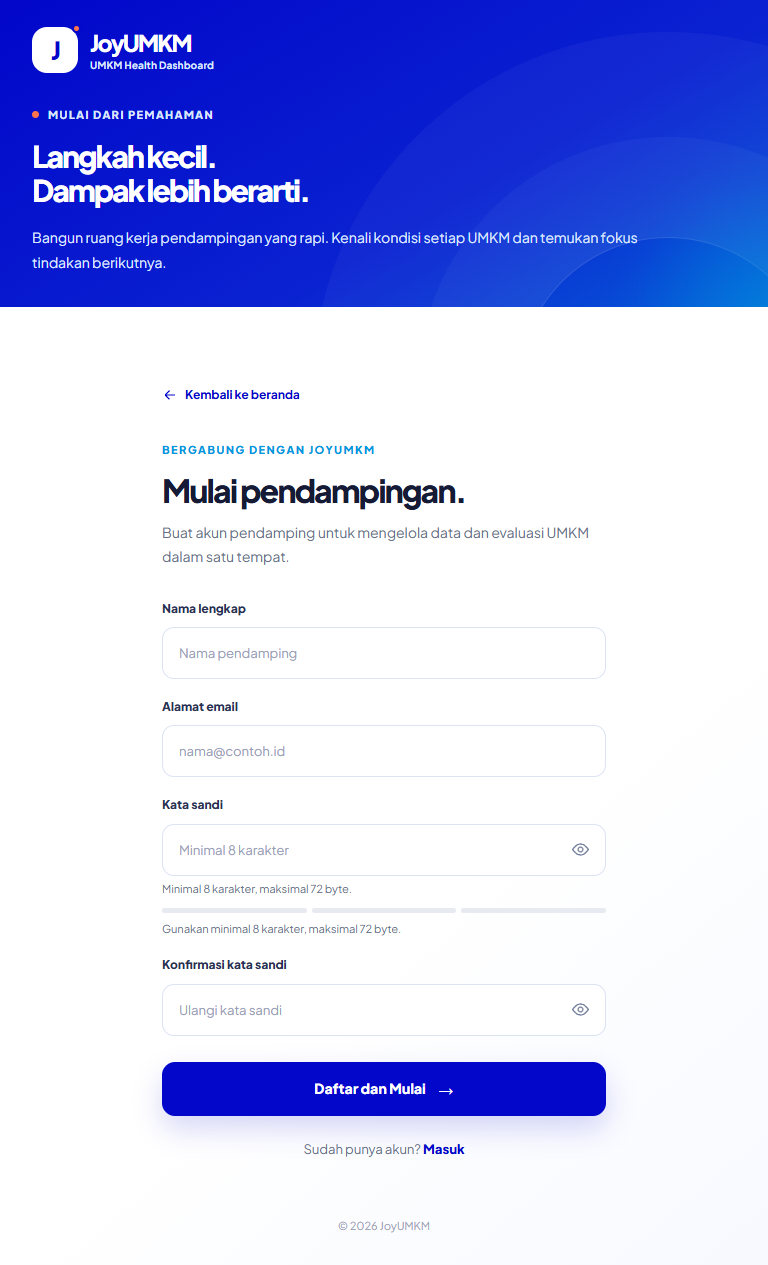 J
JoyUMKM
UMKM Health Dashboard
MULAI DARI PEMAHAMAN
Langkah kecil.
Dampak lebih berarti.
Bangun ruang kerja pendampingan yang rapi. Kenali kondisi setiap UMKM dan temukan fokus
tindakan berikutnya.
← Kembali ke beranda
BERGABUNG DENGAN JOYUMKM
Mulai pendampingan.
Buat akun pendamping untuk mengelola data dan evaluasi UMKM
dalam satu tempat.
Nama lengkap
Nama pendamping
Alamat email
nama@contoh.id
Kata sandi
Minimal 8 karakter
Minimal 8 karakter, maksimal 72 byte.
Gunakan minimal 8 karakter, maksimal 72 byte.
Konfirmasi kata sandi
Ulangi kata sandi
Daftar dan Mulai →
Sudah punya akun? Masuk
© 2026 JoyUMKM